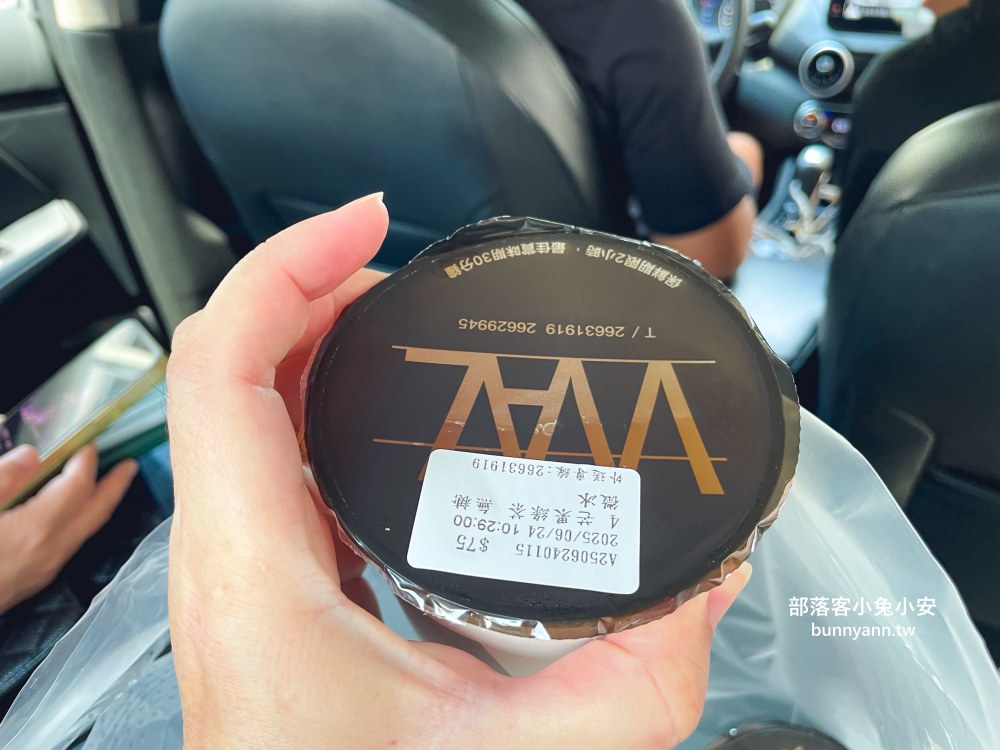 保鮮期限2小時 · 最佳賞味期30分鐘
T / 26631919 26629945
A2506240115 $75
2025/06/24 10:29:00
4 芒果綠茶 無糖
微冰
外送專線:26631919
部落客小兔小安
bunnyann.tw